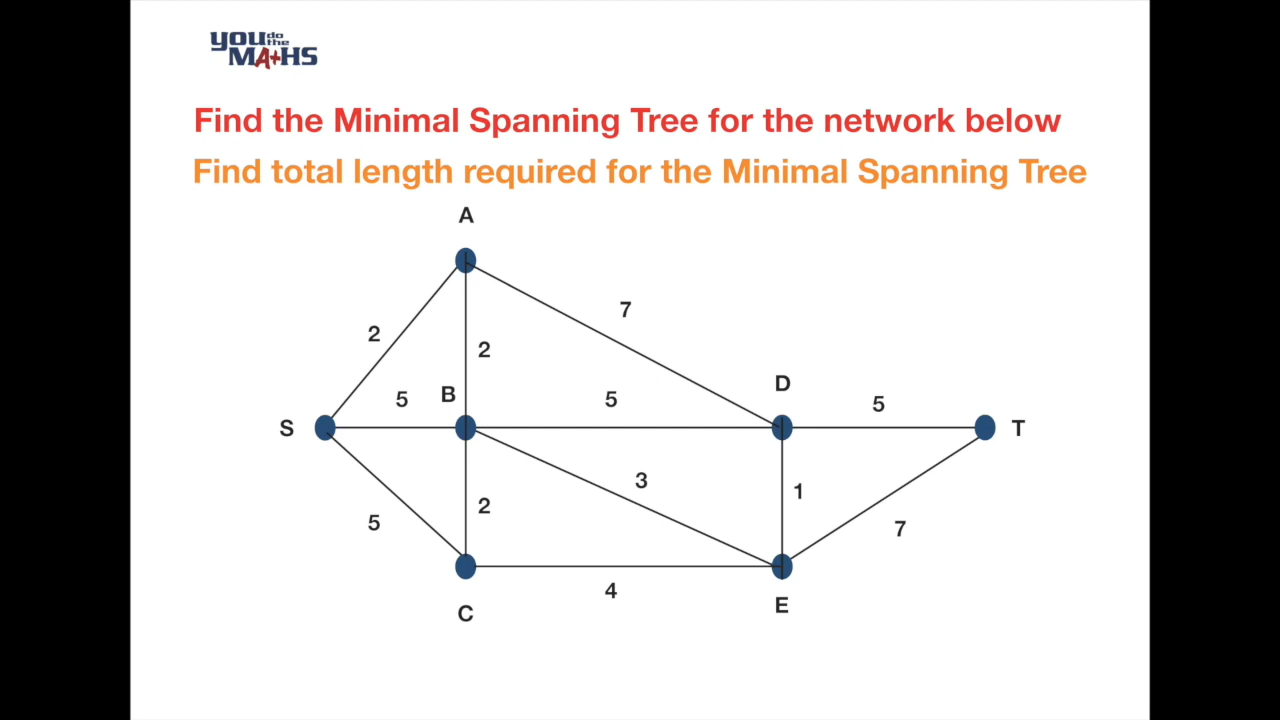 you do the
MATHS
Find the Minimal Spanning Tree for the network below
Find total length required for the Minimal Spanning Tree
A
7
2
2
D
5
B
5
5
S
T
3
1
2
5
7
4
E
C